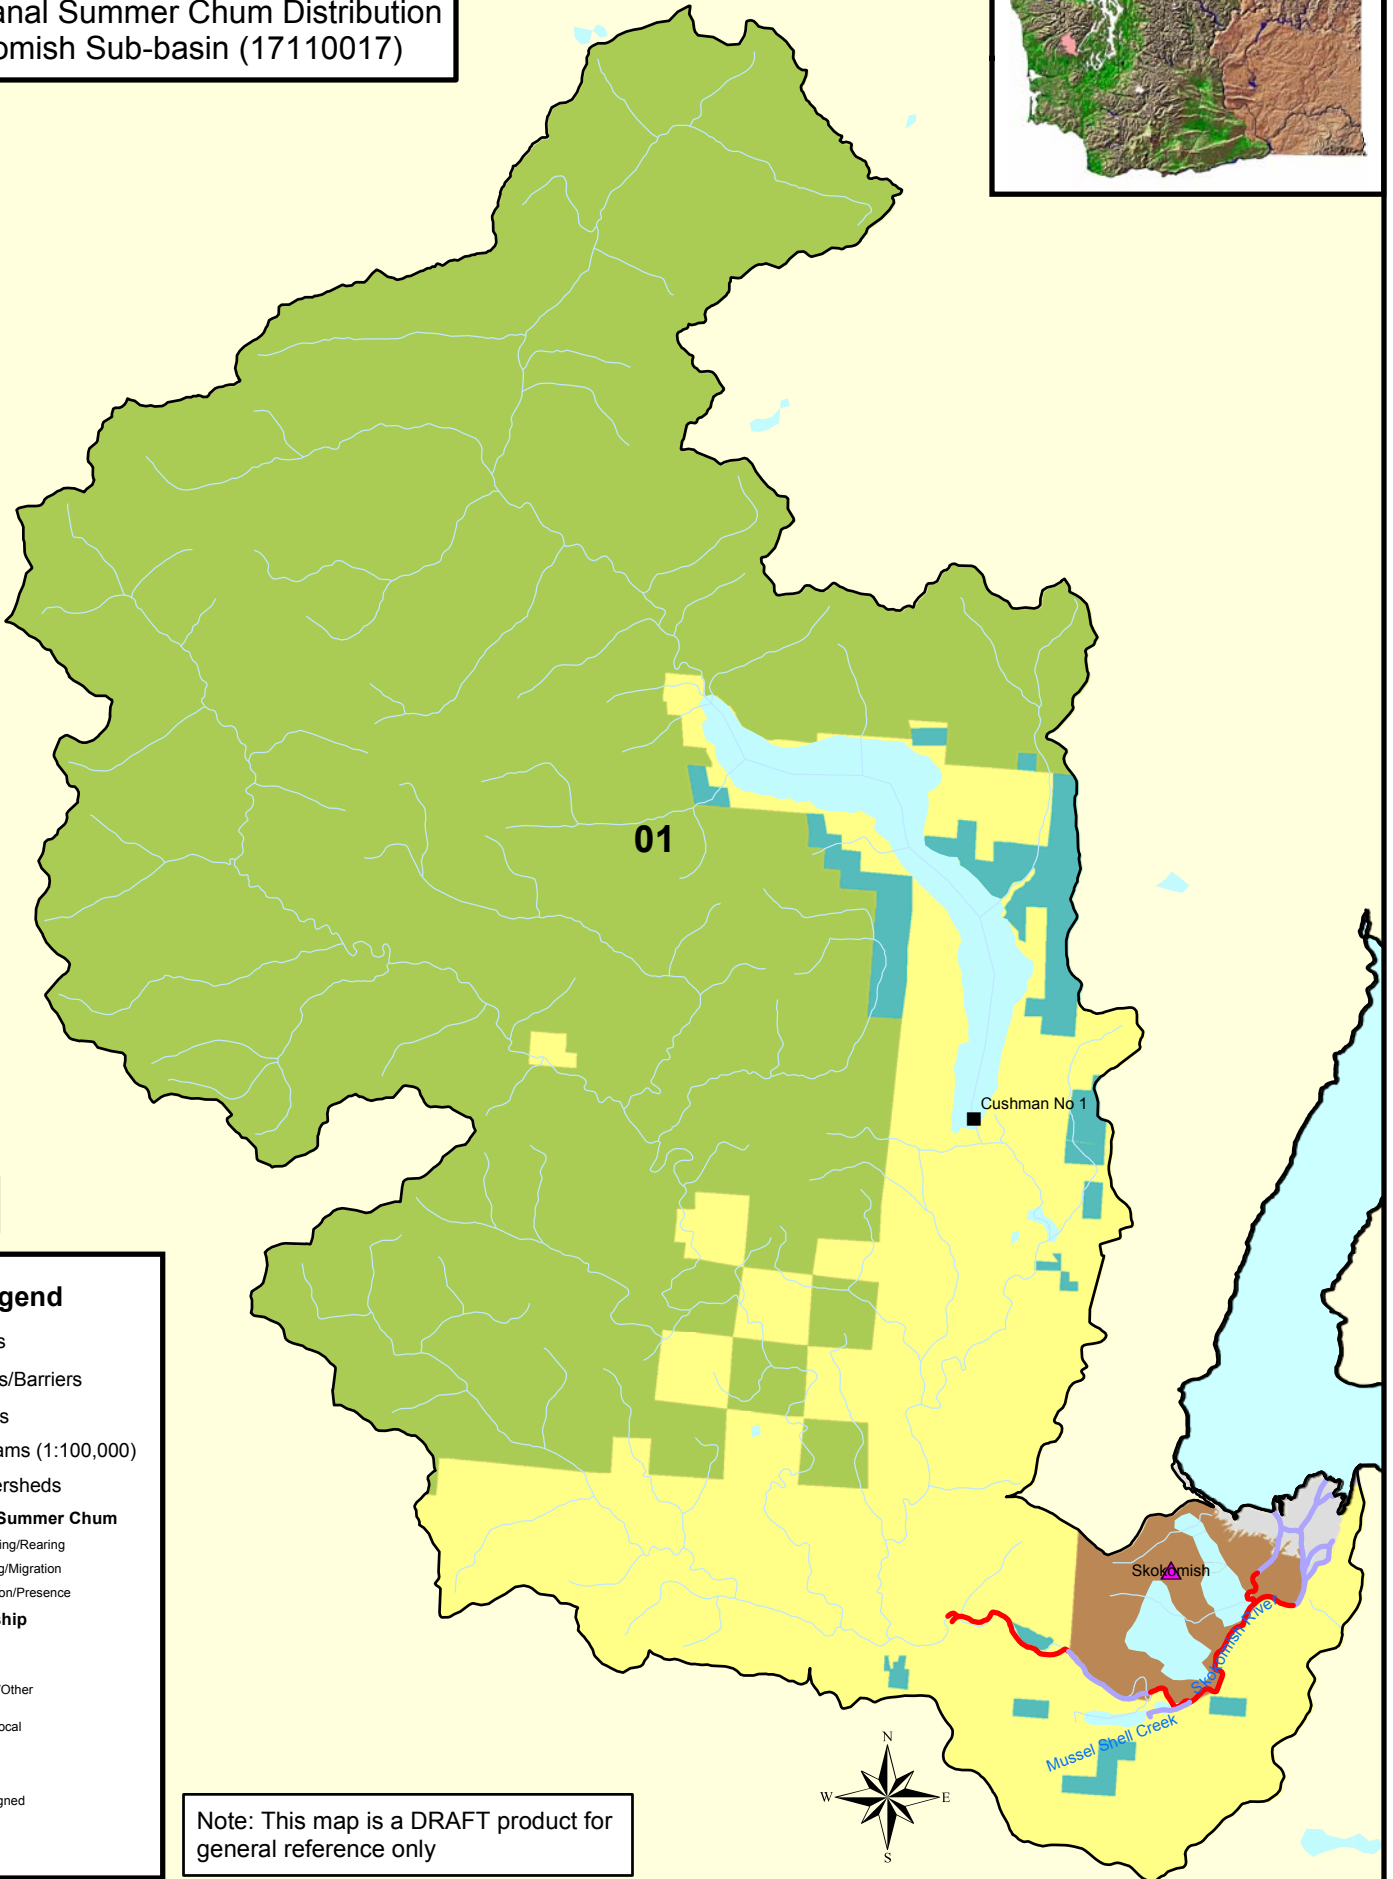 anal Summer Chum Distribution
omish Sub-basin (17110017)
01
Cushman No 1
Skokomish
Skokomish River
Mussel Shell Creek
gend
s
s/Barriers
s
ams (1:100,000)
ersheds
Summer Chum
ing/Rearing
g/Migration
on/Presence
hip
/Other
ocal
gned
Note: This map is a DRAFT product for
general reference only
N
W
E
S